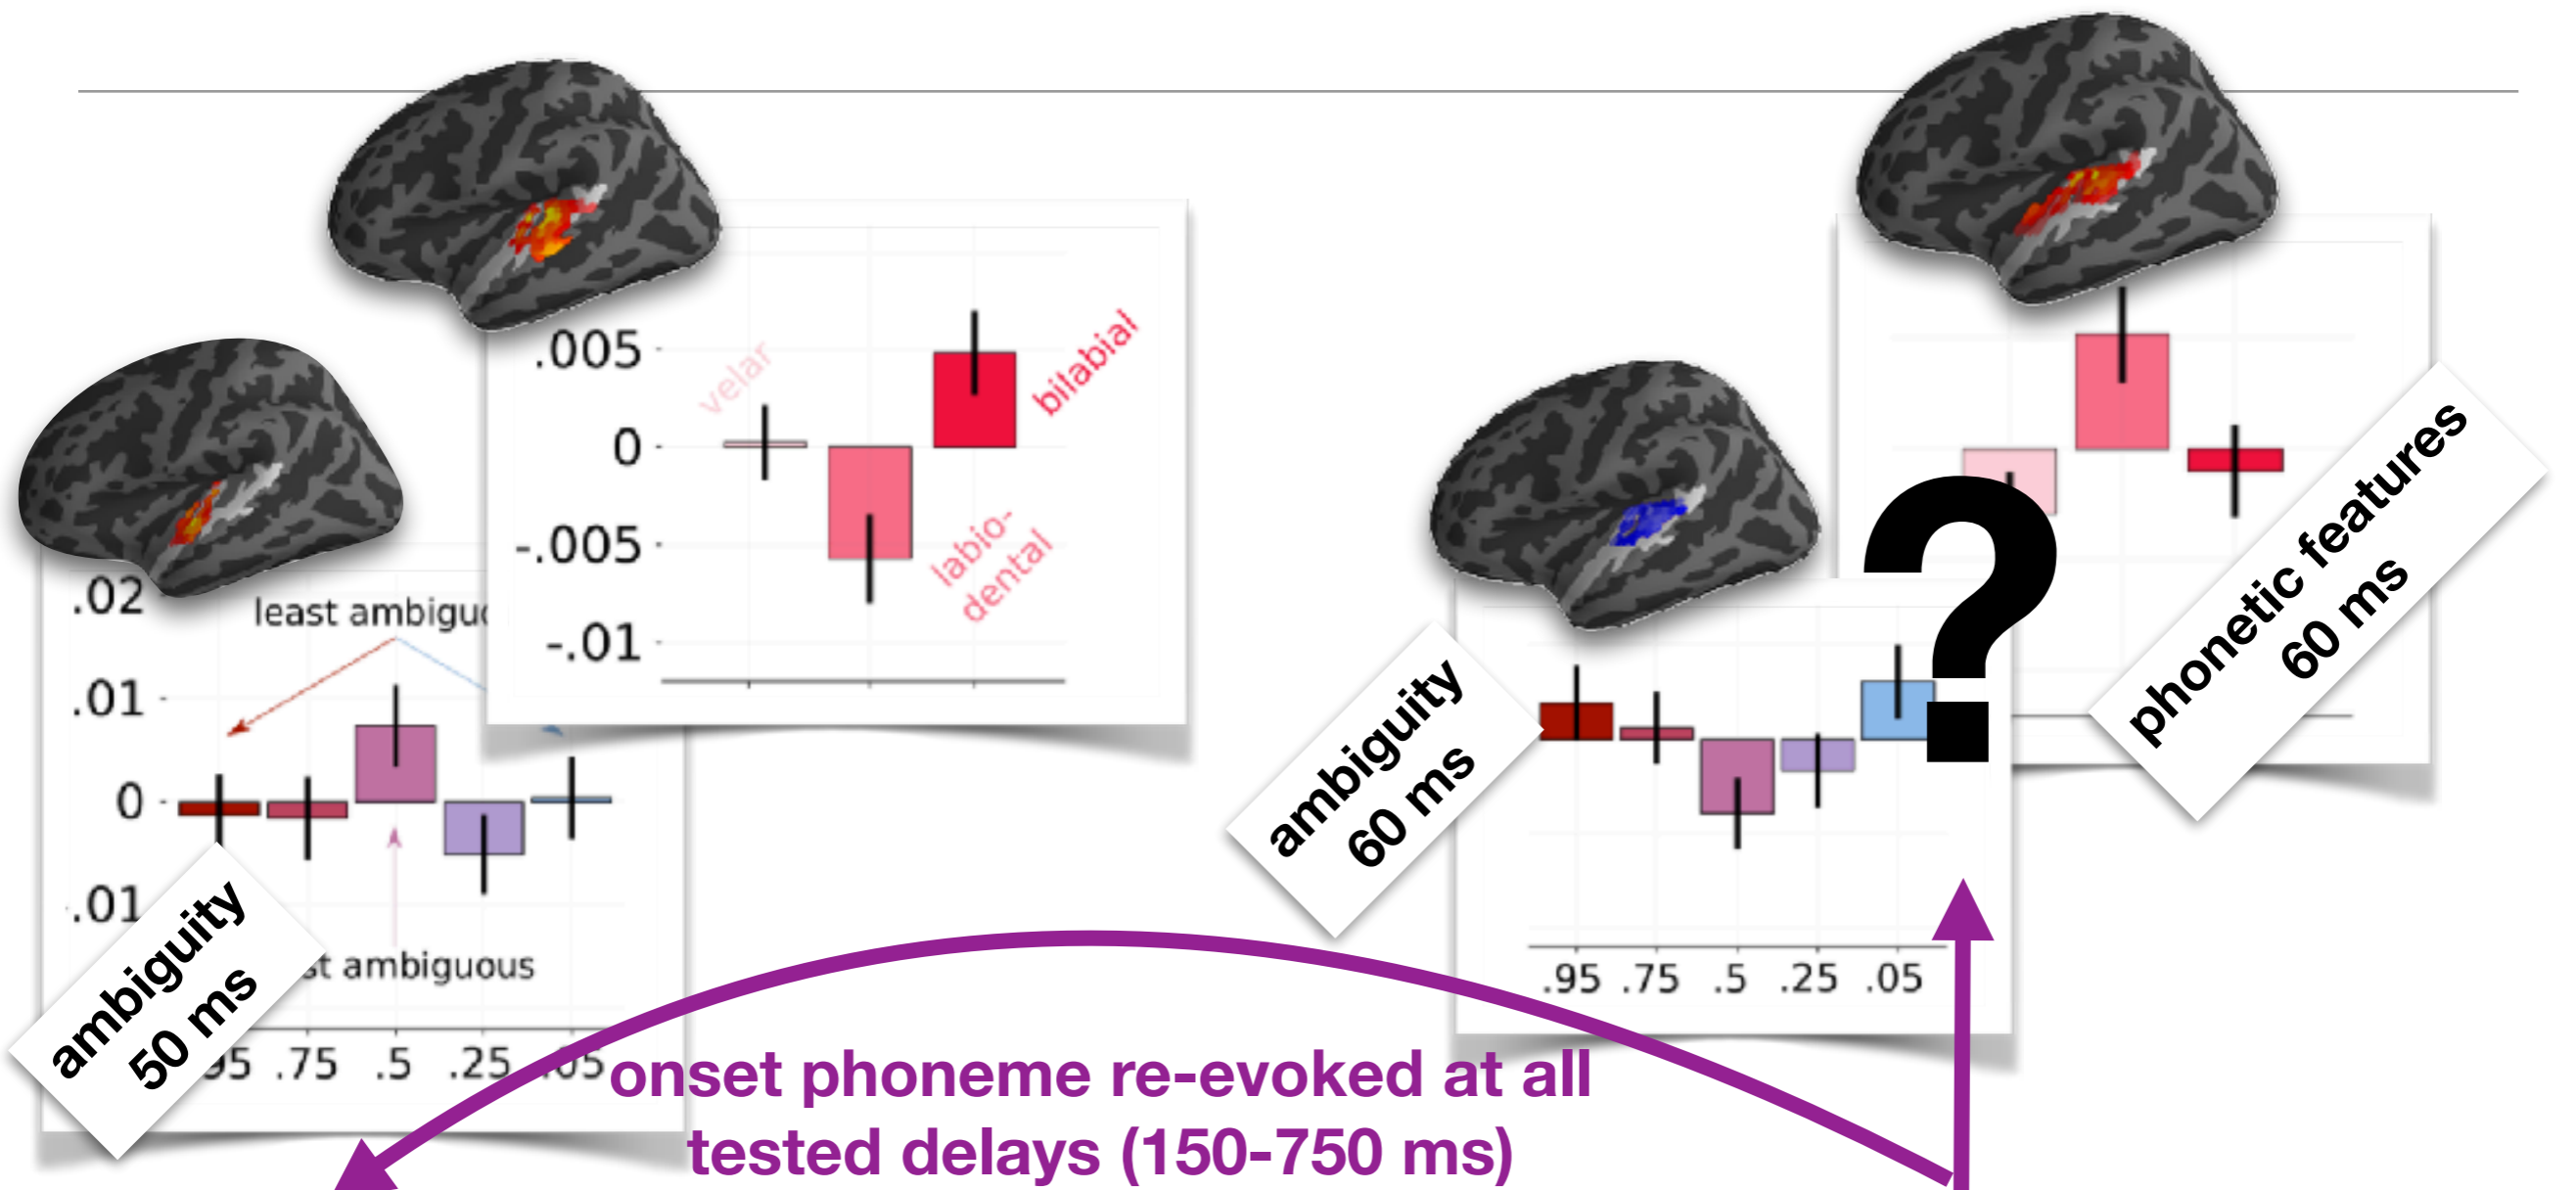 .005
0
-.005
-.01
velar
labio-
dental
bilabial
.02
.01
0
.01
least
ambiguous
ambiguity
50 ms
.75 .5 .25
ambiguity
60 ms
.95 .75 .5 .25 .05
?
phonetic features
60 ms
onset phoneme re-evoked at all
tested delays (150-750 ms)